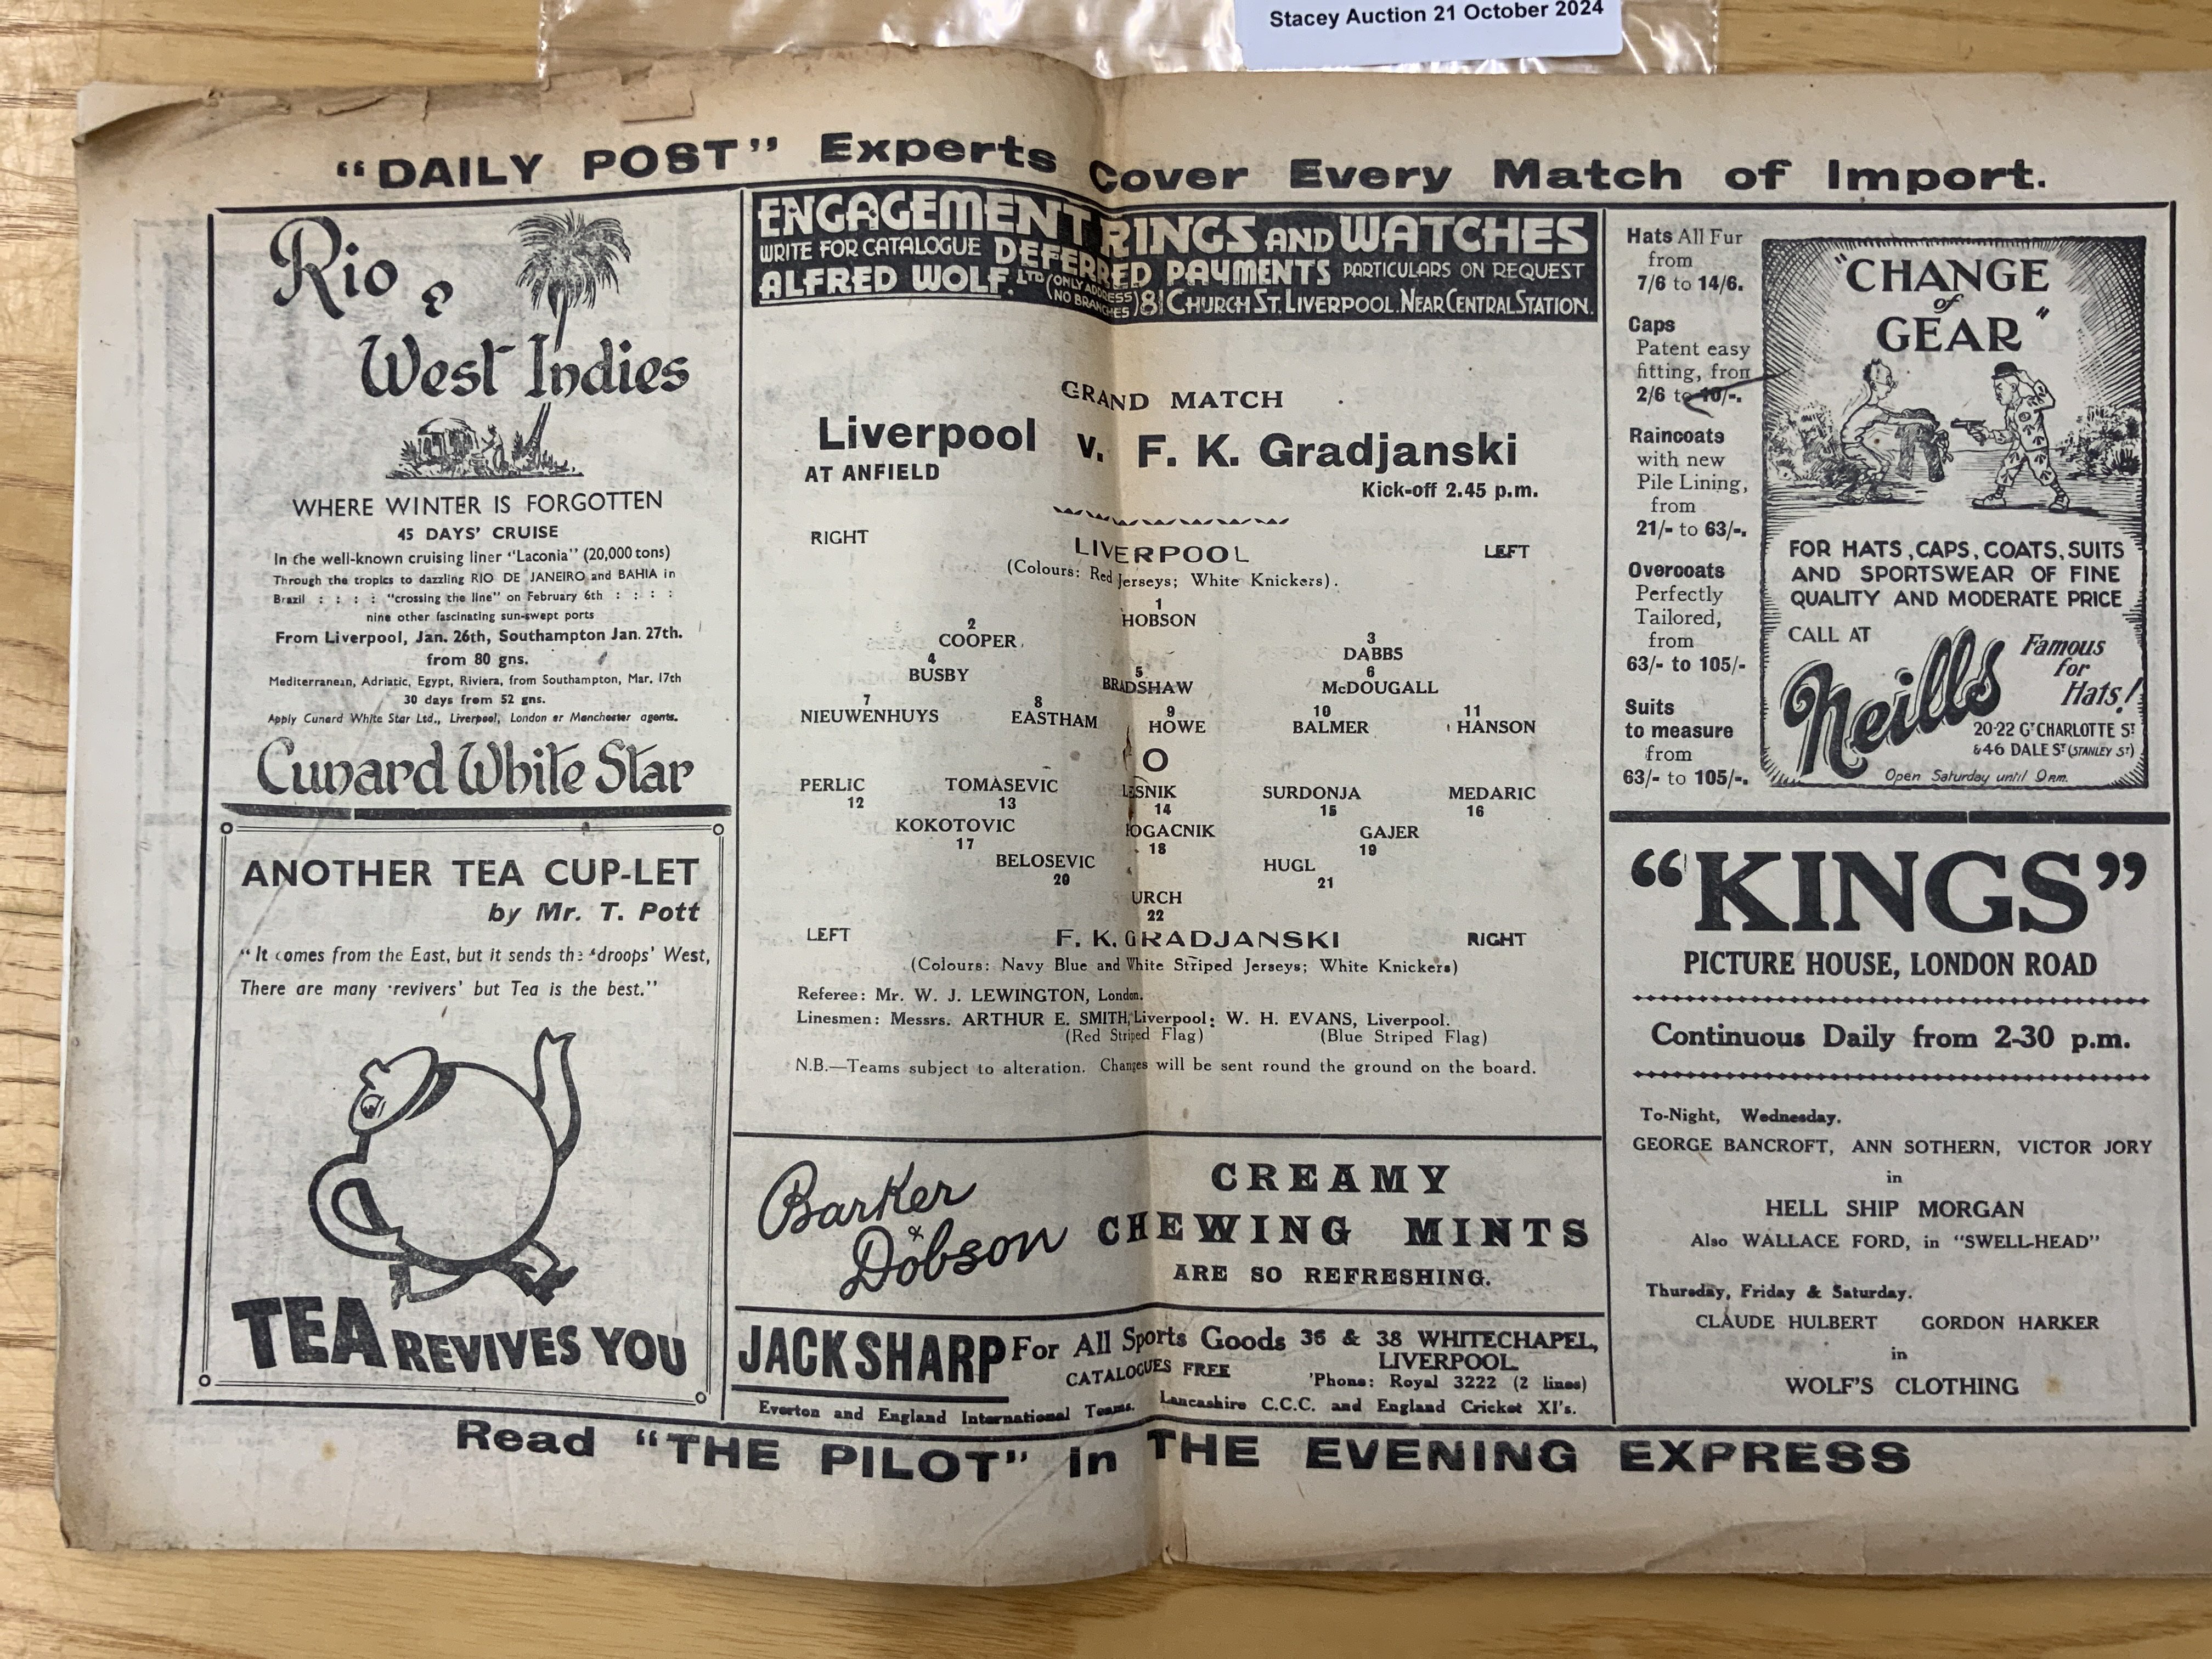 Stacey Auction 21 October 2024
"DAILY POST" Experts Cover Every Match of Import.
Rio &
West Indies
WHERE WINTER IS FORGOTTEN
45 DAYS' CRUISE
In the well-known cruising liner "Laconia" (20,000 tons)
Through the tropics to dazzling RIO DE JANEIRO and BAHIA in
Brazil : : : : "crossing the line" on February 6th : : : :
nine other fascinating sun-swept ports
From Liverpool, Jan. 26th, Southampton Jan. 27th.
from 80 gns.
Mediterranean, Adriatic, Egypt, Riviera, from Southampton, Mar. 17th
30 days from 52 gns.
Apply Cunard White Star Ltd., Liverpool, London or Manchester agents.
Cunard White Star
ANOTHER TEA CUP-LET
by Mr. T. Pott
"It comes from the East, but it sends the 'droops' West,
There are many 'revivers' but Tea is the best."
TEA REVIVES YOU
ENGAGEMENT RINGS AND WATCHES
WRITE FOR CATALOGUE DEFERRED PAYMENTS PARTICULARS ON REQUEST
ALFRED WOLF. LTD (ONLY ADDRESS NO BRANCHES) 81 CHURCH ST. LIVERPOOL. NEAR CENTRAL STATION.
GRAND MATCH
Liverpool v. F. K. Gradjanski
AT ANFIELD
Kick-off 2.45 p.m.
RIGHT LIVERPOOL LEFT
(Colours: Red Jerseys; White Knickers).
1
HOBSON
2 3
COOPER DABBS
4 5 6
BUSBY BRADSHAW McDOUGALL
7 8 9 10 11
NIEUWENHUYS EASTHAM HOWE BALMER HANSON
O
PERLIC TOMASEVIC LESNIK SURDONJA MEDARIC
12 13 14 15 16
KOKOTOVIC OGACNIK GAJER
17 18 19
BELOSEVIC HUGL
20 21
URCH
22
LEFT F. K. GRADJANSKI RIGHT
(Colours: Navy Blue and White Striped Jerseys; White Knickers)
Referee: Mr. W. J. LEWINGTON, London.
Linesmen: Messrs. ARTHUR E. SMITH, Liverpool; W. H. EVANS, Liverpool.
(Red Striped Flag) (Blue Striped Flag)
N.B.—Teams subject to alteration. Changes will be sent round the ground on the board.
Barker & Dobson
CREAMY
CHEWING MINTS
ARE SO REFRESHING.
JACK SHARP For All Sports Goods 36 & 38 WHITECHAPEL,
LIVERPOOL.
CATALOGUES FREE 'Phone: Royal 3222 (2 lines)
Everton and England International Teams. Lancashire C.C.C. and England Cricket XI's.
Hats All Fur
from
7/6 to 14/6.
Caps
Patent easy
fitting, from
2/6 to 10/-.
Raincoats
with new
Pile Lining,
from
21/- to 63/-.
Overcoats
Perfectly
Tailored,
from
63/- to 105/-
Suits
to measure
from
63/- to 105/-.
"CHANGE
of
GEAR"
FOR HATS, CAPS, COATS, SUITS
AND SPORTSWEAR OF FINE
QUALITY AND MODERATE PRICE
CALL AT
Neills
Famous
for
Hats!
20-22 GT CHARLOTTE ST
& 46 DALE ST (STANLEY ST)
Open Saturday until 9 P.M.
"KINGS"
PICTURE HOUSE, LONDON ROAD
Continuous Daily from 2-30 p.m.
To-Night, Wednesday.
GEORGE BANCROFT, ANN SOTHERN, VICTOR JORY
in
HELL SHIP MORGAN
Also WALLACE FORD, in "SWELL-HEAD"
Thursday, Friday & Saturday.
CLAUDE HULBERT GORDON HARKER
in
WOLF'S CLOTHING
Read "THE PILOT" in THE EVENING EXPRESS